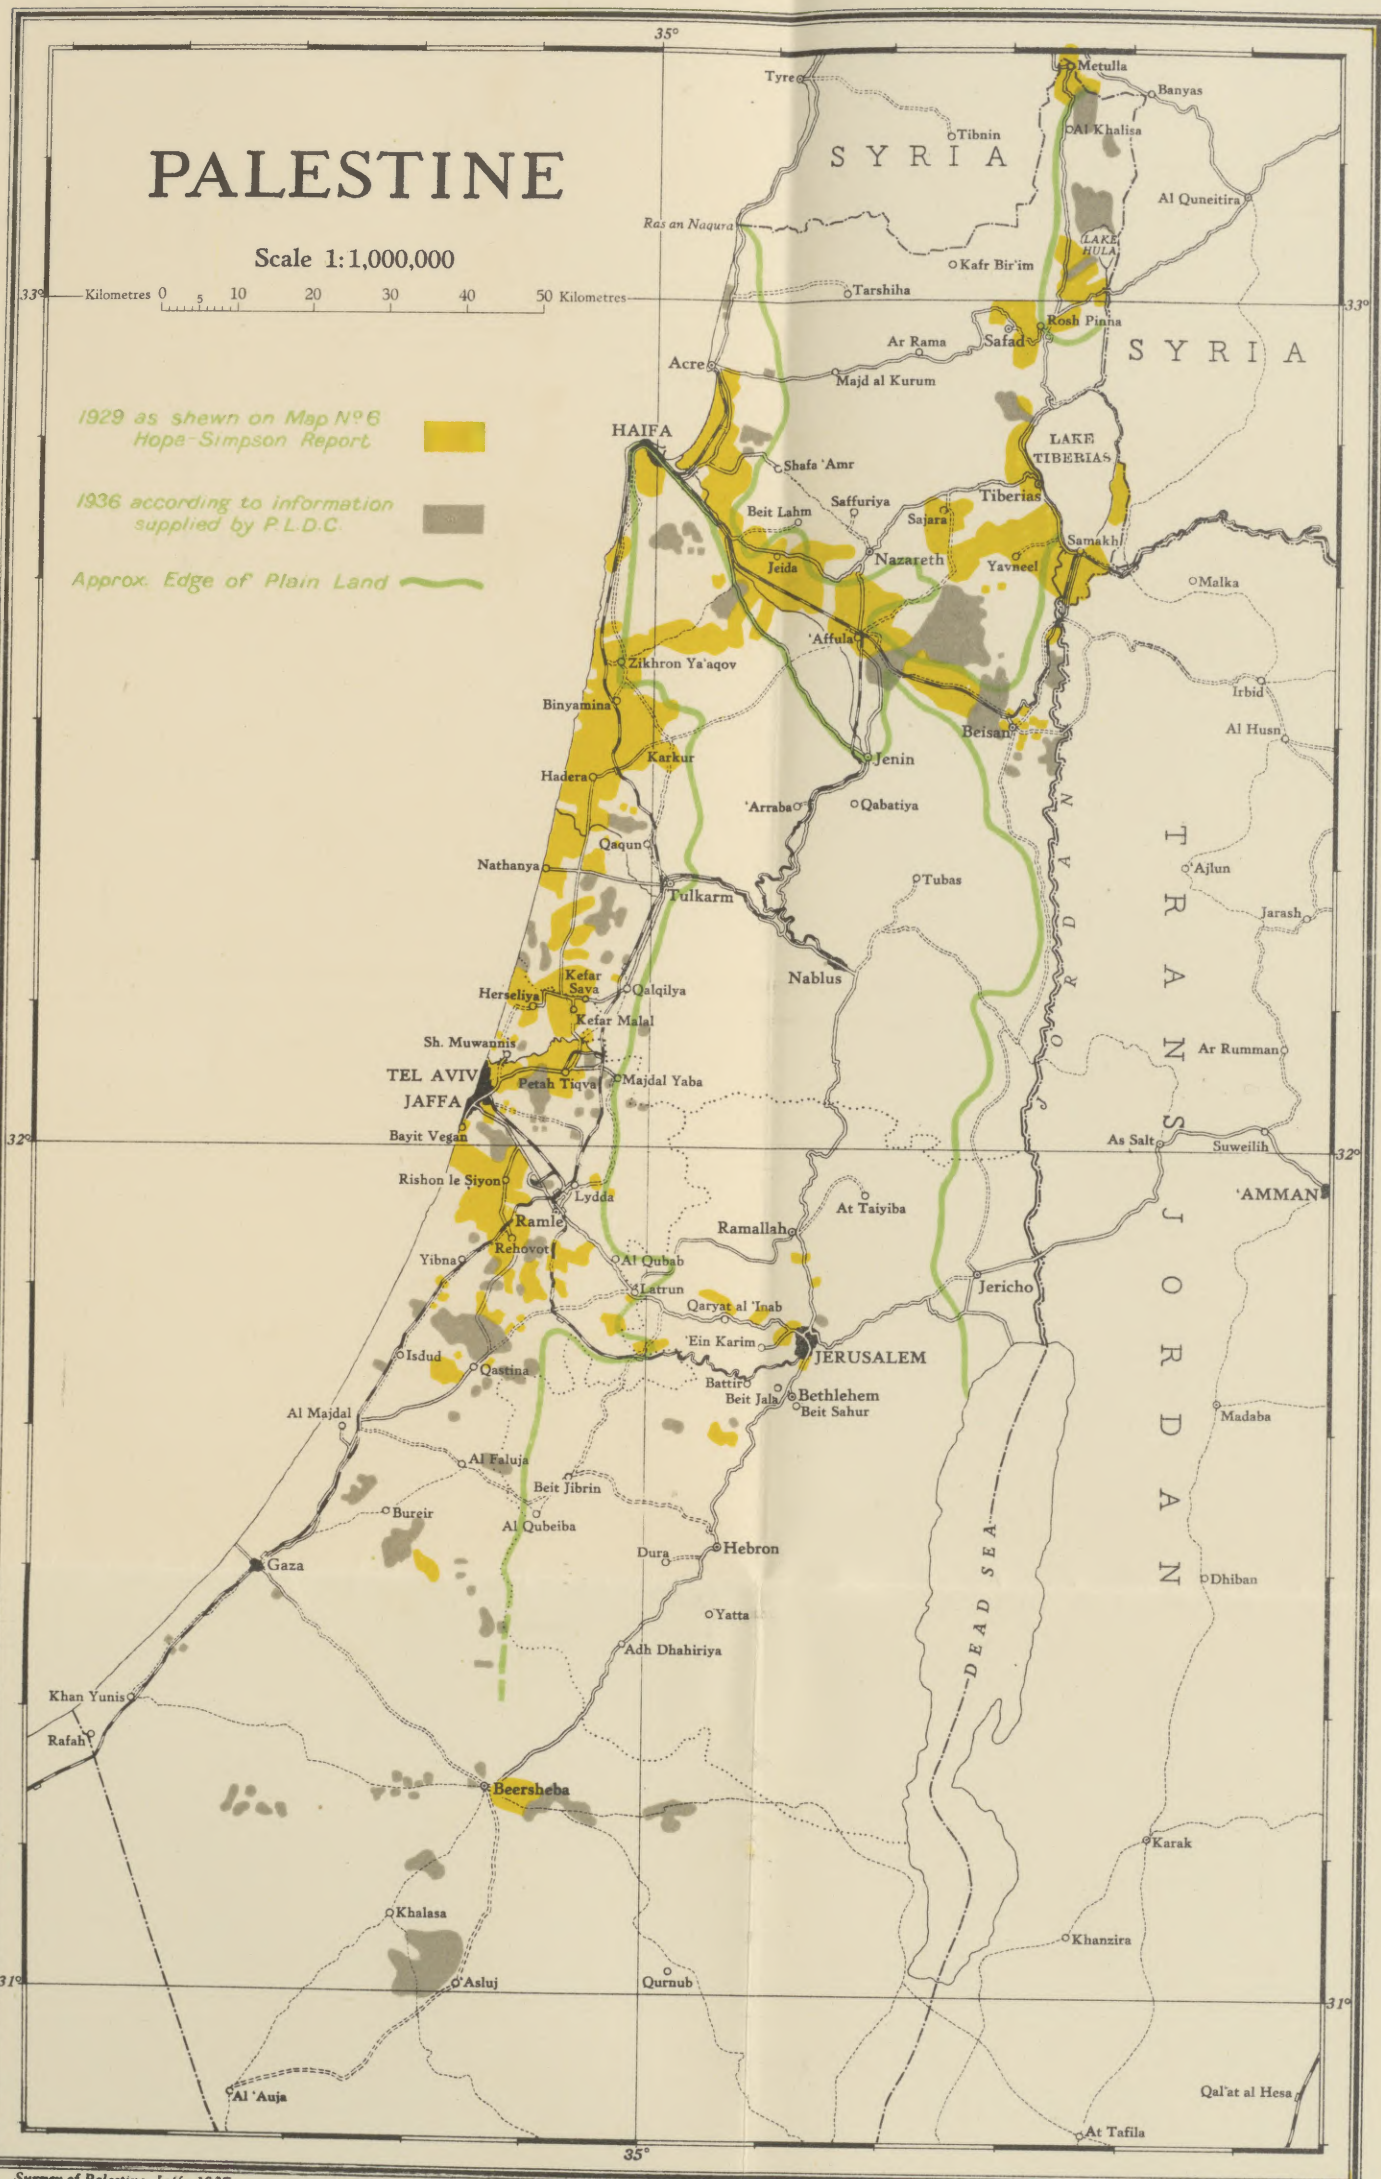 35°
PALESTINE
Scale 1:1,000,000
Kilometres 0 5 10 20 30 40 50 Kilometres
33°
33°
1929 as shewn on Map Nº 6
Hope-Simpson Report
1936 according to information
supplied by P.L.D.C.
Approx. Edge of Plain Land
Tyre
Metulla
Banyas
Tibnin
Al Khalisa
SYRIA
Al Quneitira
Ras an Naqura
LAKE
HULA
Kafr Bir'im
Tarshiha
Rosh Pinna
Safad
Ar Rama
SYRIA
Acre
Majd al Kurum
HAIFA
LAKE
TIBERIAS
Shafa 'Amr
Tiberias
Saffuriya
Beit Lahm
Sajara
Samakh
Nazareth
Jeida
Yavneel
Malka
'Affula
Zikhron Ya'aqov
Irbid
Binyamina
Beisan
Al Husn
Karkur
Jenin
Hadera
'Arraba
Qabatiya
Qaqun
Nathanya
'Ajlun
Tubas
Tulkarm
Jarash
Nablus
Kefar
Sava
Herseliya
Qalqilya
Kefar Malal
JORDAN
TRANSJORDAN
Sh. Muwannis
Ar Rumman
TEL AVIV
Petah Tiqva
Majdal Yaba
JAFFA
Bayit Vegan
32°
32°
As Salt
Suweilih
Rishon le Siyon
Lydda
'AMMAN
At Taiyiba
Ramle
Ramallah
Rehovot
Yibna
Al Qubab
Latrun
Jericho
Qaryat al 'Inab
'Ein Karim
JERUSALEM
Isdud
Qastina
Battir
Beit Jala
Bethlehem
Beit Sahur
Al Majdal
Madaba
Al Faluja
Beit Jibrin
Bureir
Al Qubeiba
Gaza
Dura
Hebron
DEAD SEA
Dhiban
Yatta
Adh Dhahiriya
Khan Yunis
Rafah
Beersheba
Karak
Khalasa
Khanzira
'Asluj
Qurnub
31°
31°
Al 'Auja
Qal'at al Hesa
At Tafila
35°